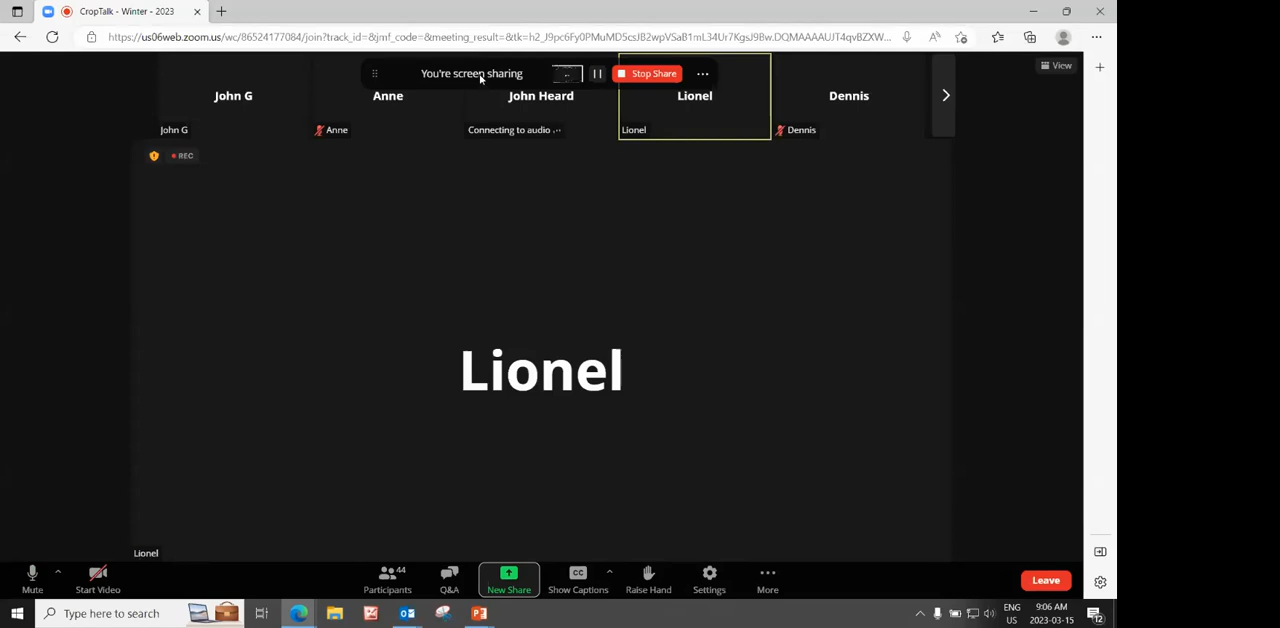 CropTalk - Winter - 2023
https://us06web.zoom.us/wc/86524177084/join?track_id=&jmf_code=&meeting_result=&tk=h2_J9pc6Fy0PMuMD5csJB2wpVSaB1mL34Ur7KgsJ9Bw.DQMAAAAUJT4qvBZXW...
You're screen sharing
Stop Share
View
John G
Anne
John Heard
Lionel
Dennis
John G
Anne
Connecting to audio ...
Lionel
Dennis
REC
Lionel
Lionel
44
CC
Mute
Start Video
Participants
Q&A
New Share
Show Captions
Raise Hand
Settings
More
Leave
Type here to search
ENG
US
9:06 AM
2023-03-15
12